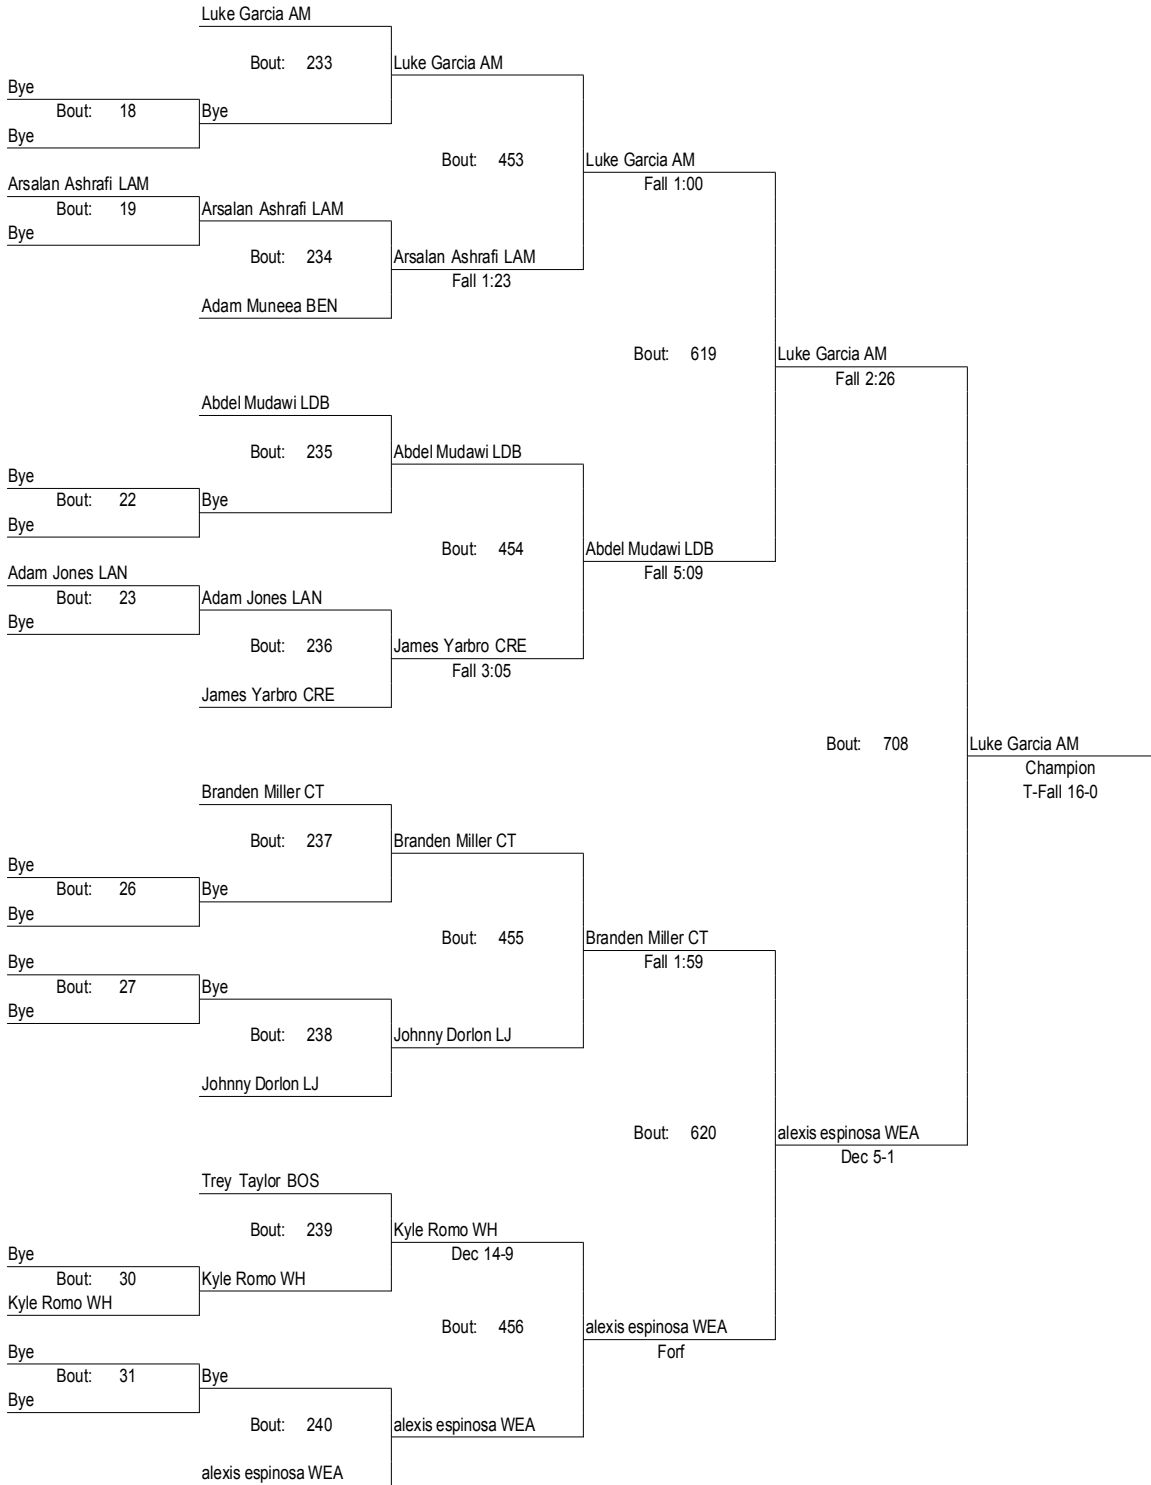 Luke Garcia AM
Bout: 233 Luke Garcia AM
Bye
Bout: 18 Bye
Bye
Bout: 453 Luke Garcia AM
Arsalan Ashrafi LAM Fall 1:00
Bout: 19 Arsalan Ashrafi LAM
Bye
Bout: 234 Arsalan Ashrafi LAM
Fall 1:23
Adam Muneea BEN
Bout: 619 Luke Garcia AM
Fall 2:26
Abdel Mudawi LDB
Bout: 235 Abdel Mudawi LDB
Bye
Bout: 22 Bye
Bye
Bout: 454 Abdel Mudawi LDB
Adam Jones LAN Fall 5:09
Bout: 23 Adam Jones LAN
Bye
Bout: 236 James Yarbro CRE
Fall 3:05
James Yarbro CRE
Bout: 708 Luke Garcia AM
Champion
Branden Miller CT T-Fall 16-0
Bout: 237 Branden Miller CT
Bye
Bout: 26 Bye
Bye
Bout: 455 Branden Miller CT
Bye Fall 1:59
Bout: 27 Bye
Bye
Bout: 238 Johnny Dorlon LJ
Johnny Dorlon LJ
Bout: 620 alexis espinosa WEA
Dec 5-1
Trey Taylor BOS
Bout: 239 Kyle Romo WH
Bye Dec 14-9
Bout: 30 Kyle Romo WH
Kyle Romo WH
Bout: 456 alexis espinosa WEA
Bye Forf
Bout: 31 Bye
Bye
Bout: 240 alexis espinosa WEA
alexis espinosa WEA